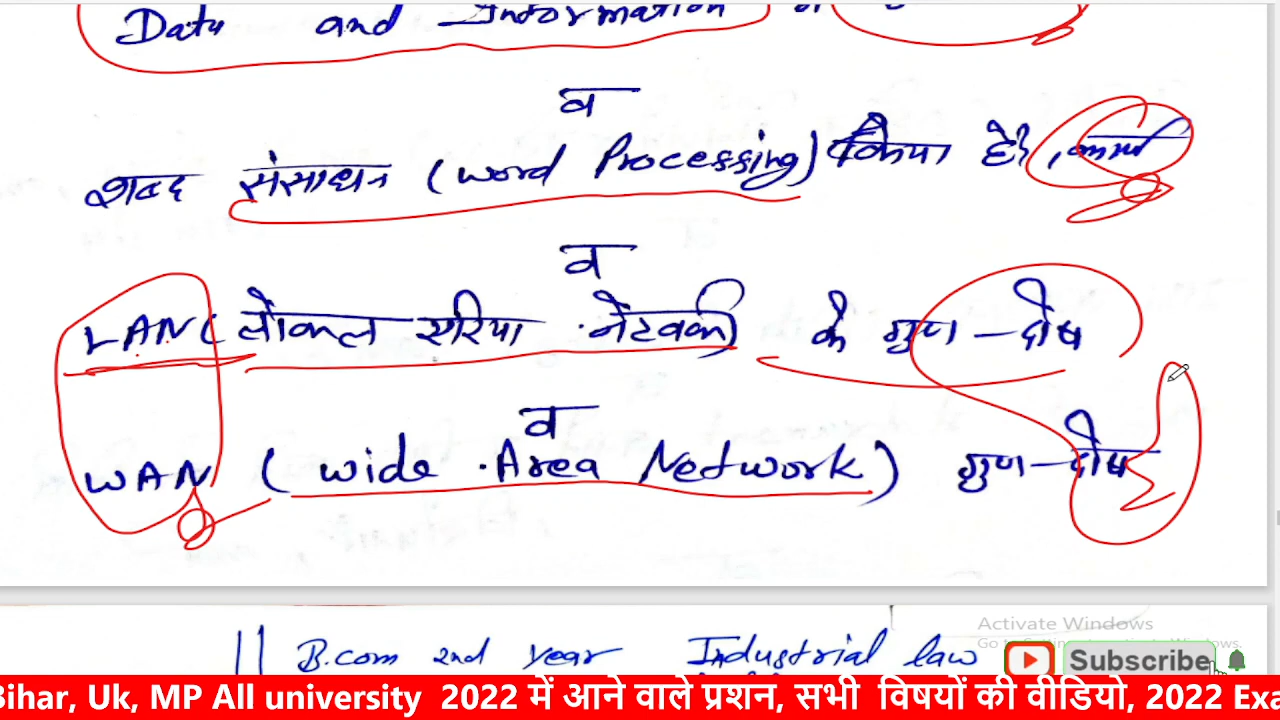 Data and Information
व
शब्द संसाधन (word Processing) किया है, कार्य
व
LAN (लोकल एरिया नेटवर्क) के गुण-दोष
व
WAN (wide Area Network) गुण-दोष
Activate Windows
|| B.com 2nd year Industrial law
Subscribe
Bihar, Uk, MP All university 2022 में आने वाले प्रशन, सभी विषयों की वीडियो, 2022 Exa